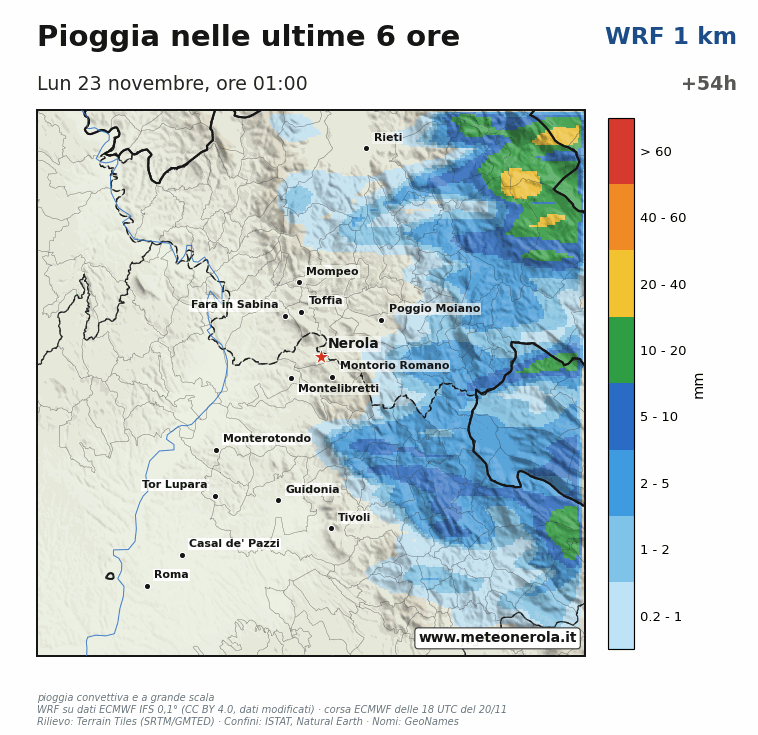 Pioggia nelle ultime 6 ore
WRF 1 km
Lun 23 novembre, ore 01:00
+54h
Rieti
Mompeo
Fara in Sabina
Toffia
Poggio Moiano
Nerola
Montorio Romano
Montelibretti
Monterotondo
Tor Lupara
Guidonia
Tivoli
Casal de' Pazzi
Roma
www.meteonerola.it
> 60
40 - 60
20 - 40
10 - 20
5 - 10
2 - 5
1 - 2
0.2 - 1
mm
pioggia convettiva e a grande scala
WRF su dati ECMWF IFS 0,1° (CC BY 4.0, dati modificati) · corsa ECMWF delle 18 UTC del 20/11
Rilievo: Terrain Tiles (SRTM/GMTED) · Confini: ISTAT, Natural Earth · Nomi: GeoNames